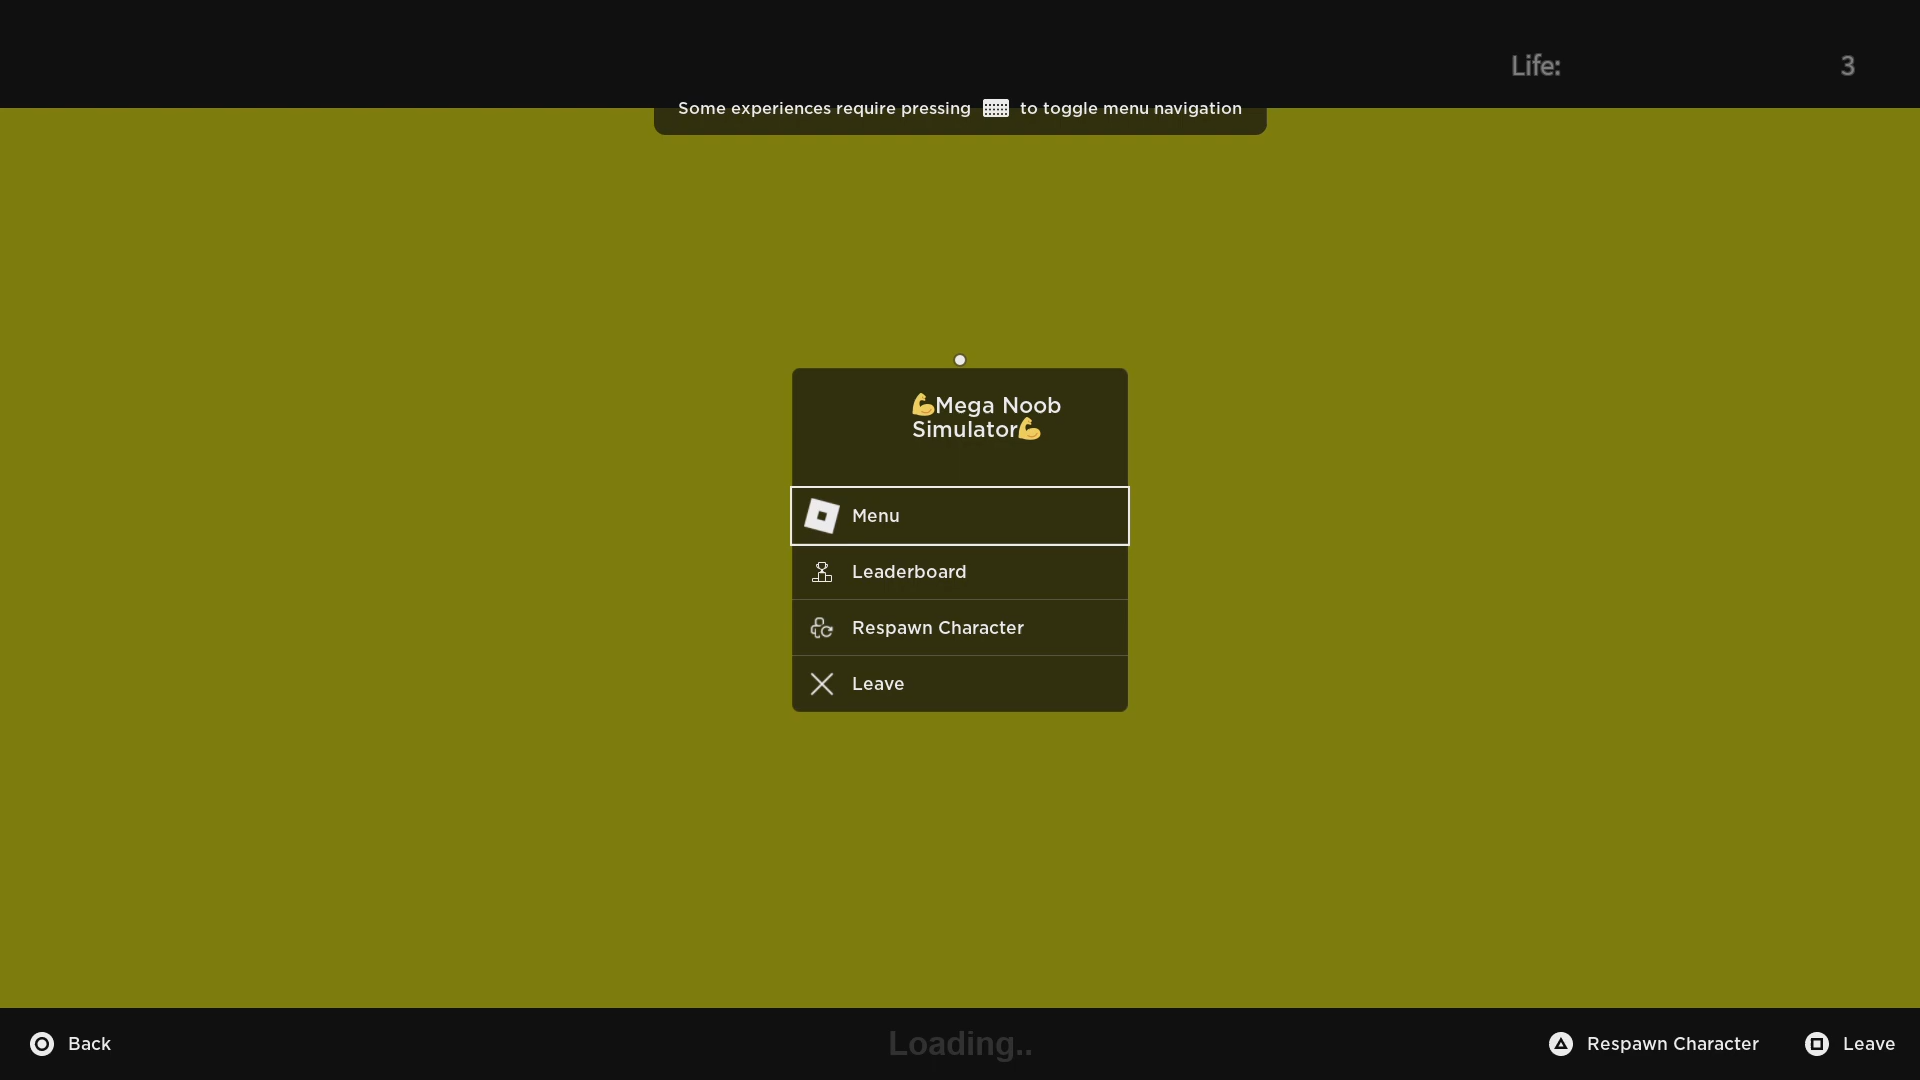 Life: 3
Some experiences require pressing to toggle menu navigation
💪Mega Noob
Simulator💪
Menu
Leaderboard
Respawn Character
Leave
Back
Loading..
Respawn Character
Leave